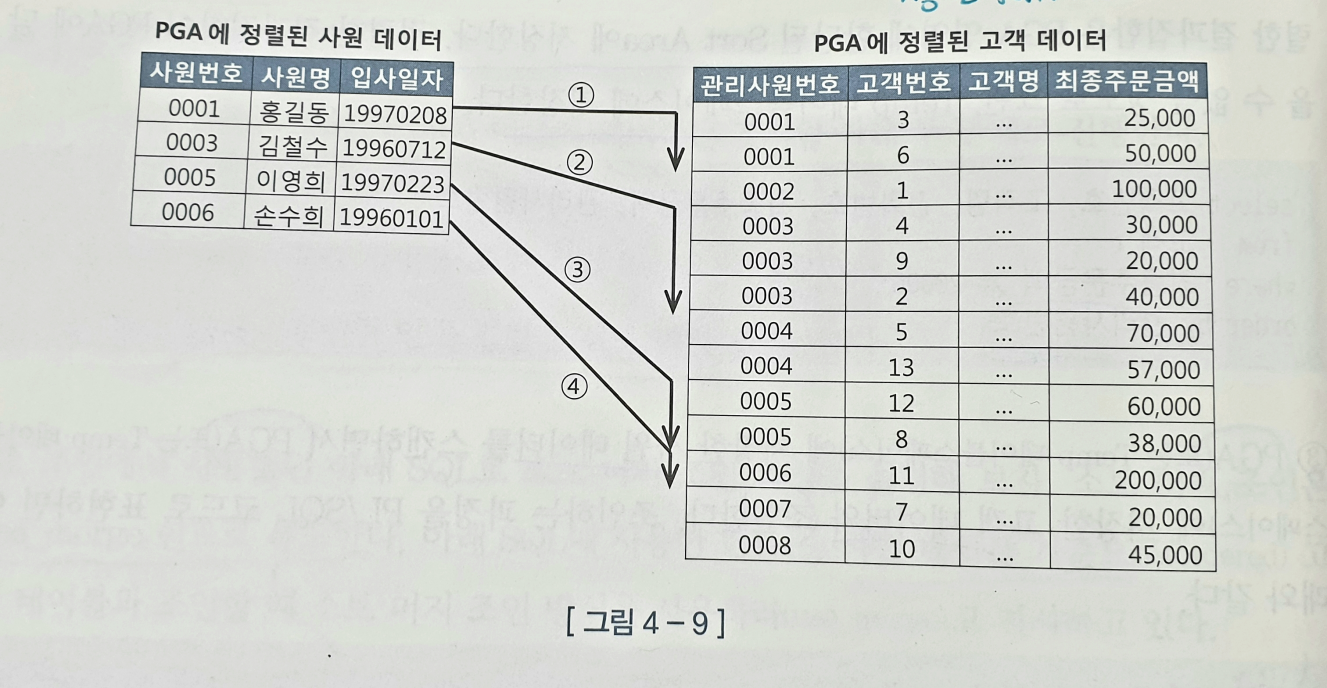 PGA에 정렬된 사원 데이터
사원번호 사원명 입사일자
0001 홍길동 19970208
0003 김철수 19960712
0005 이영희 19970223
0006 손수희 19960101
①
②
③
④
PGA에 정렬된 고객 데이터
관리사원번호 고객번호 고객명 최종주문금액
0001 3 ... 25,000
0001 6 ... 50,000
0002 1 ... 100,000
0003 4 ... 30,000
0003 9 ... 20,000
0003 2 ... 40,000
0004 5 ... 70,000
0004 13 ... 57,000
0005 12 ... 60,000
0005 8 ... 38,000
0006 11 ... 200,000
0007 7 ... 20,000
0008 10 ... 45,000
[ 그림 4 – 9 ]